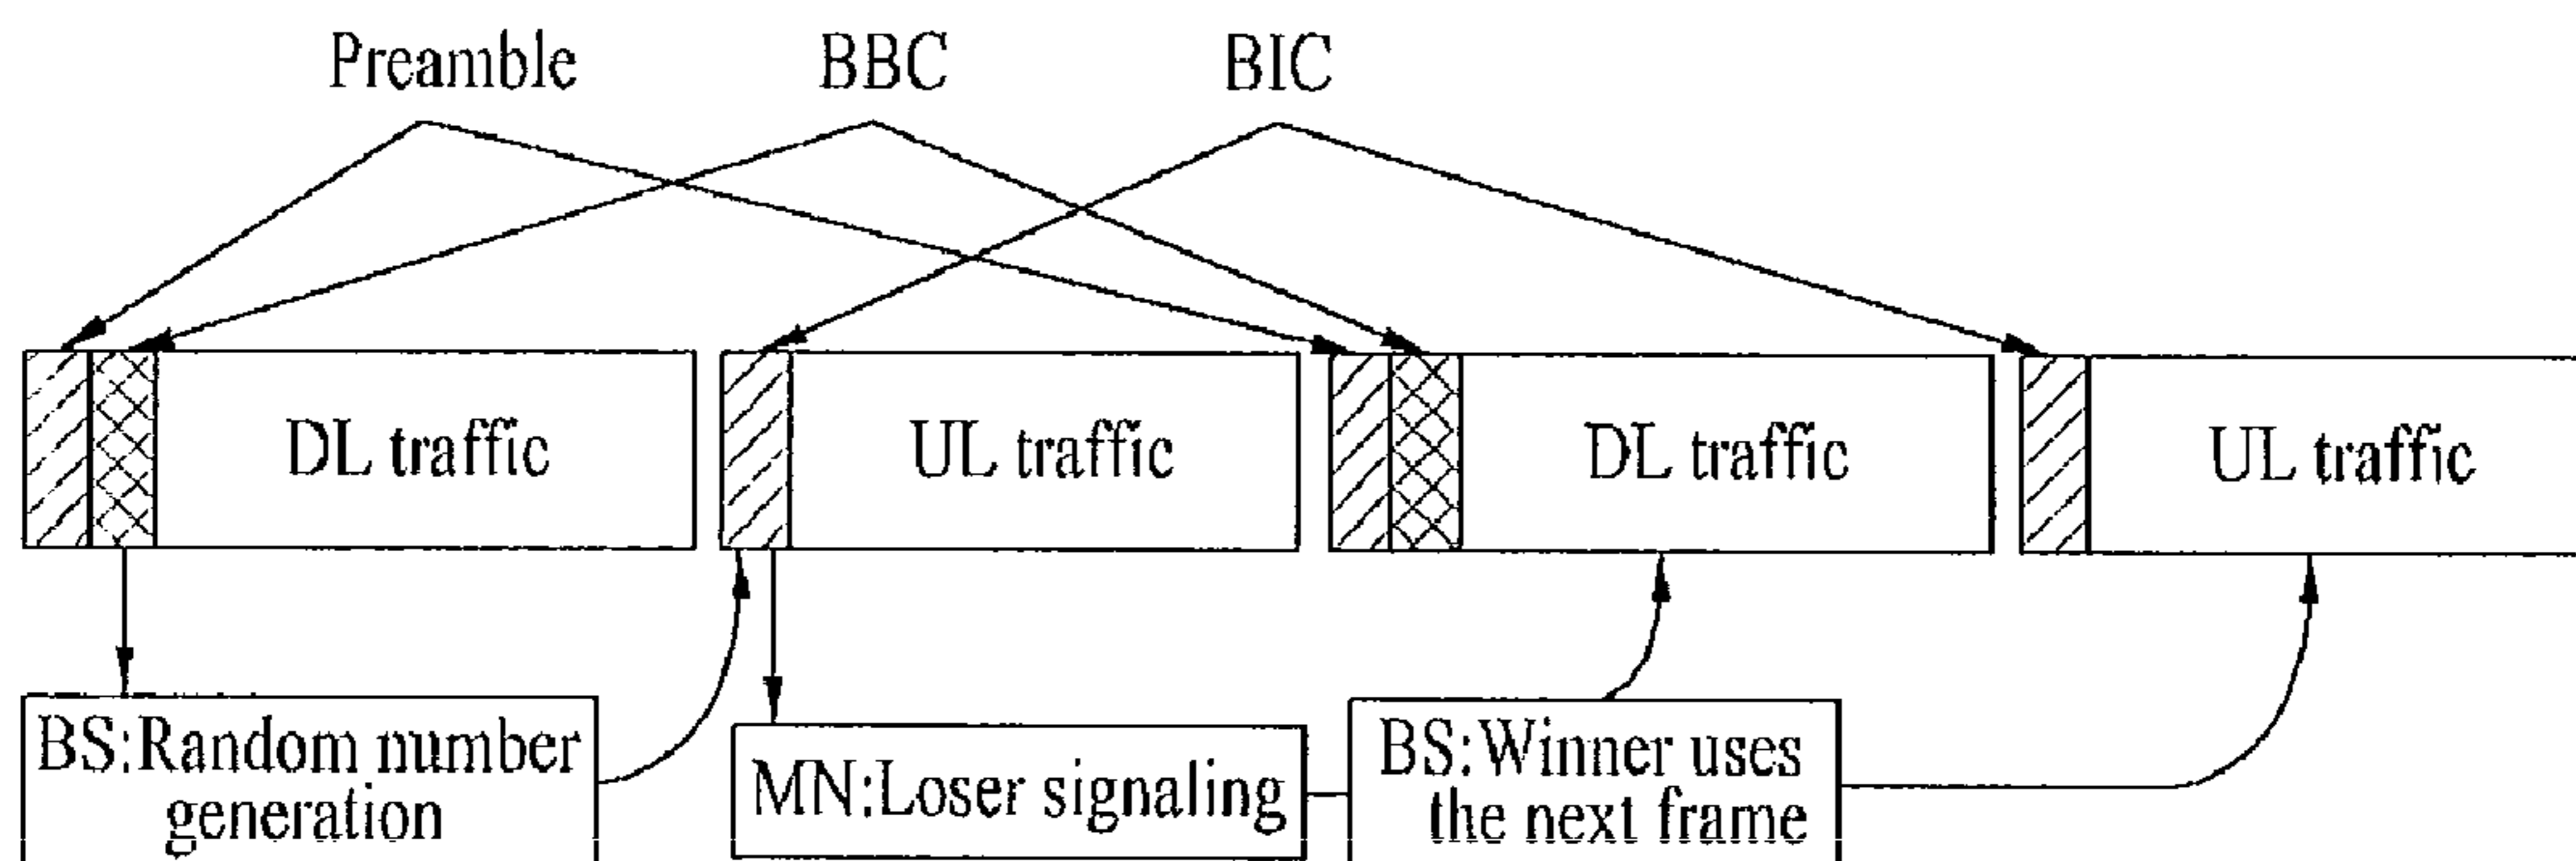 Preamble
BBC
BIC
DL traffic
UL traffic
DL traffic
UL traffic
BS:Random number
generation
MN:Loser signaling
BS:Winner uses
the next frame